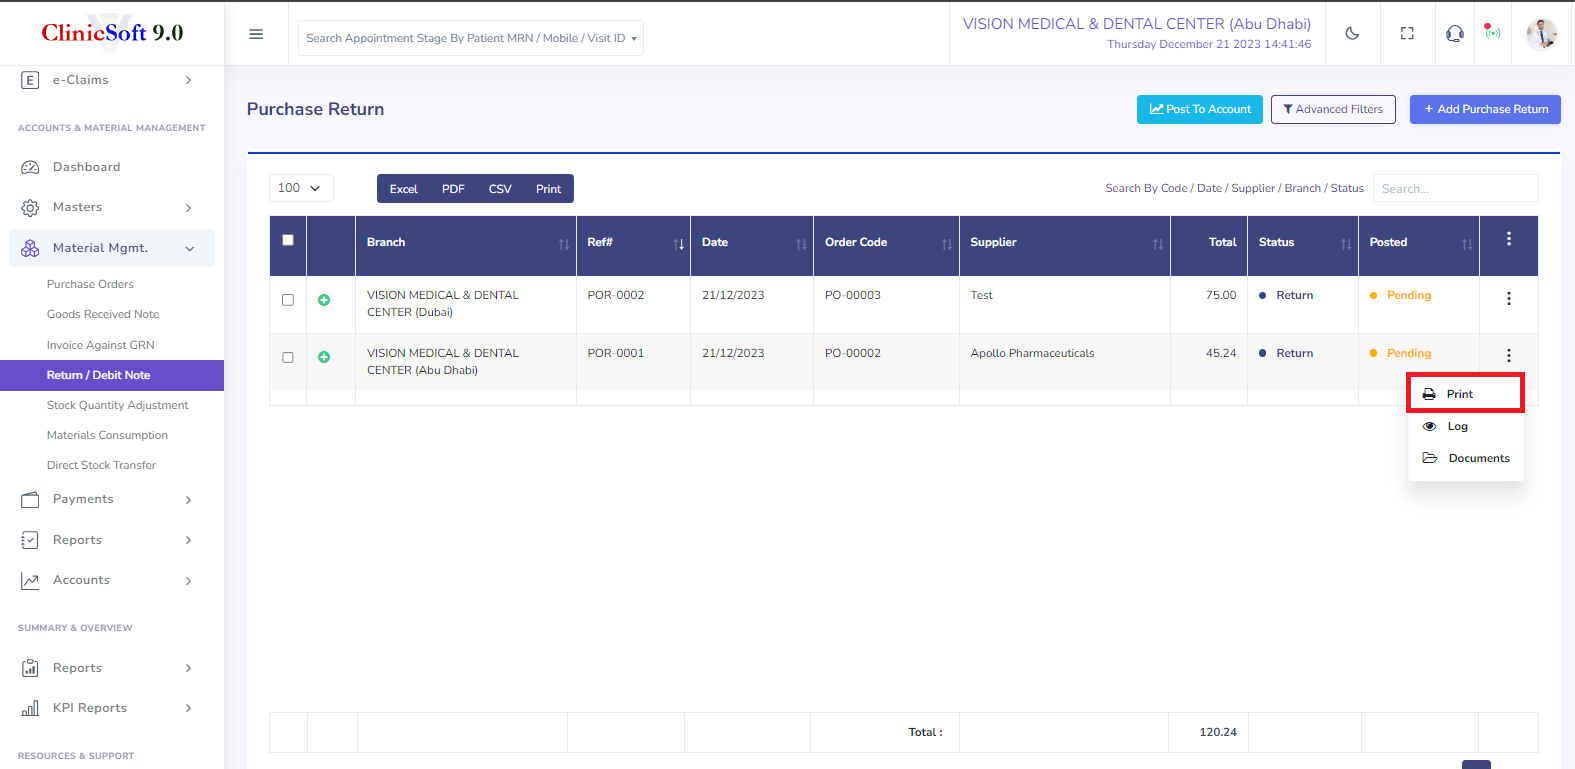 ClinicSoft 9.0
Search Appointment Stage By Patient MRN / Mobile / Visit ID
VISION MEDICAL & DENTAL CENTER (Abu Dhabi)
Thursday December 21 2023 14:41:46
E e-Claims
ACCOUNTS & MATERIAL MANAGEMENT
Dashboard
Masters
Material Mgmt.
Purchase Orders
Goods Received Note
Invoice Against GRN
Return / Debit Note
Stock Quantity Adjustment
Materials Consumption
Direct Stock Transfer
Payments
Reports
Accounts
SUMMARY & OVERVIEW
Reports
KPI Reports
RESOURCES & SUPPORT
Purchase Return
Post To Account
Advanced Filters
+ Add Purchase Return
100
Excel PDF CSV Print
Search By Code / Date / Supplier / Branch / Status
Search...
Branch Ref# Date Order Code Supplier Total Status Posted
VISION MEDICAL & DENTAL POR-0002 21/12/2023 PO-00003 Test 75.00 Return Pending
CENTER (Dubai)
VISION MEDICAL & DENTAL POR-0001 21/12/2023 PO-00002 Apollo Pharmaceuticals 45.24 Return Pending
CENTER (Abu Dhabi)
Print
Log
Documents
Total : 120.24